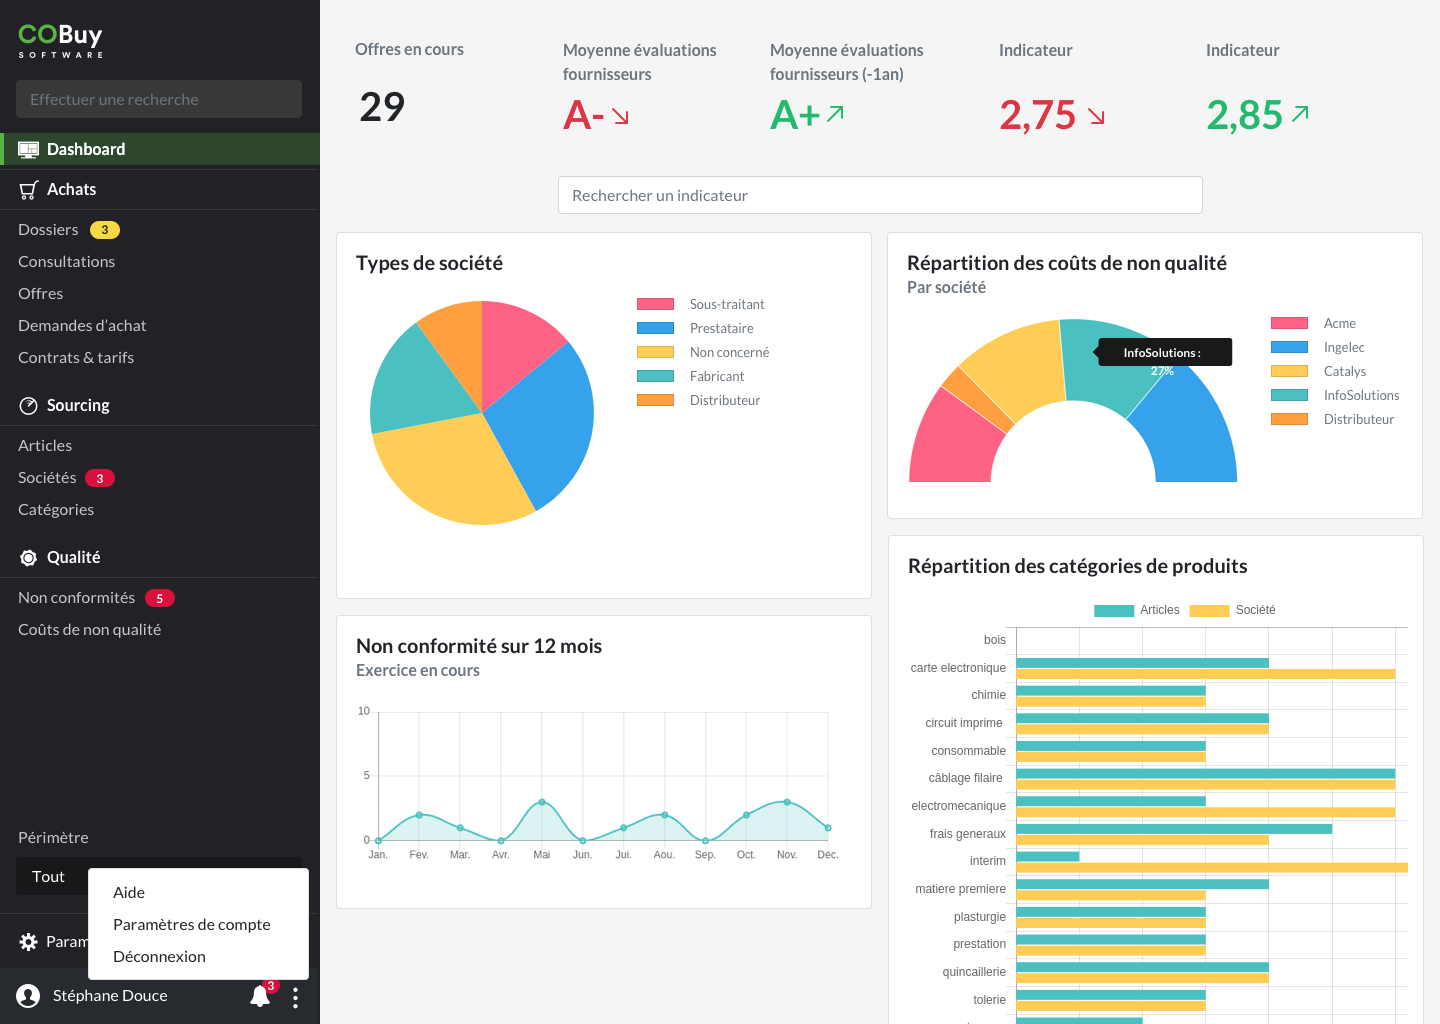 COBuy
SOFTWARE
Effectuer une recherche
Dashboard
Achats
Dossiers 3
Consultations
Offres
Demandes d'achat
Contrats & tarifs
Sourcing
Articles
Sociétés 3
Catégories
Qualité
Non conformités 5
Coûts de non qualité
Périmètre
Tout
Aide
Paramètres de compte
Déconnexion
Param
Stéphane Douce
3
Offres en cours
29
Moyenne évaluations
fournisseurs
A-
Moyenne évaluations
fournisseurs (-1an)
A+
Indicateur
2,75
Indicateur
2,85
Rechercher un indicateur
Types de société
Sous-traitant
Prestataire
Non concerné
Fabricant
Distributeur
Répartition des coûts de non qualité
Par société
InfoSolutions :
27%
Acme
Ingelec
Catalys
InfoSolutions
Distributeur
Non conformité sur 12 mois
Exercice en cours
10
5
0
Jan. Fev. Mar. Avr. Mai Jun. Jui. Aou. Sep. Oct. Nov. Déc.
Répartition des catégories de produits
Articles Société
bois
carte electronique
chimie
circuit imprime
consommable
câblage filaire
electromecanique
frais generaux
interim
matiere premiere
plasturgie
prestation
quincaillerie
tolerie